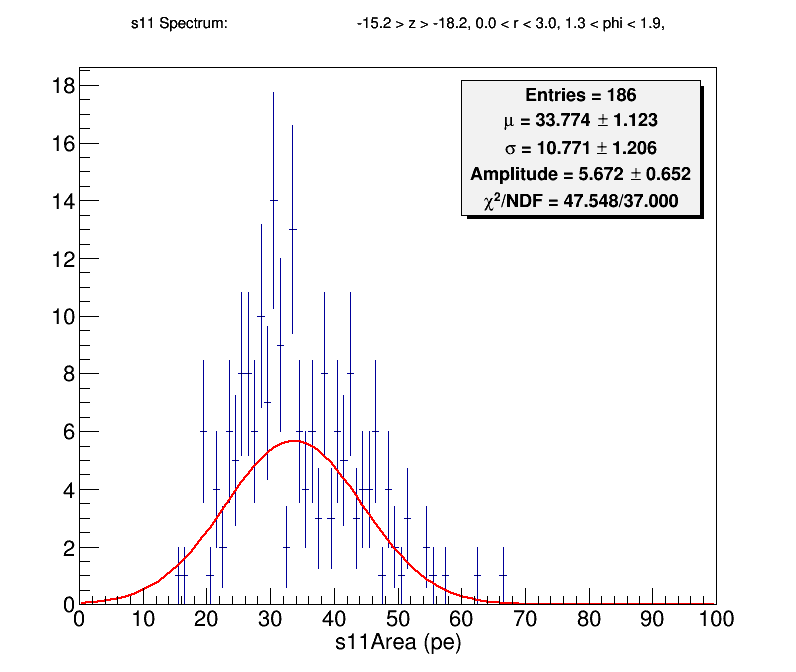 s11 Spectrum: -15.2 > z > -18.2, 0.0 < r < 3.0, 1.3 < phi < 1.9,
Entries = 186
μ = 33.774 ± 1.123
σ = 10.771 ± 1.206
Amplitude = 5.672 ± 0.652
χ²/NDF = 47.548/37.000
18
16
14
12
10
8
6
4
2
0
0 10 20 30 40 50 60 70 80 90 100
s11Area (pe)